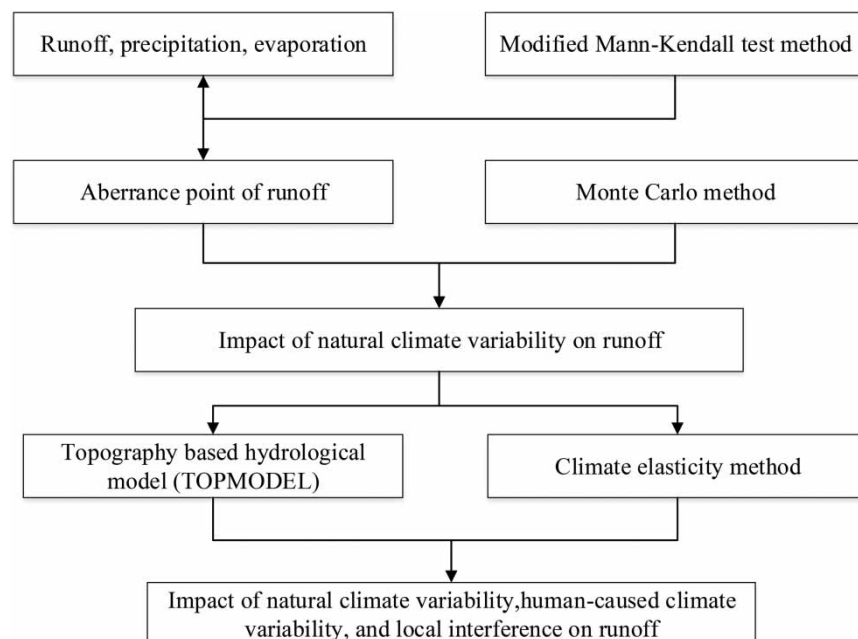 Runoff, precipitation, evaporation
Modified Mann-Kendall test method
Aberrance point of runoff
Monte Carlo method
Impact of natural climate variability on runoff
Topography based hydrological
model (TOPMODEL)
Climate elasticity method
Impact of natural climate variability,human-caused climate
variability, and local interference on runoff